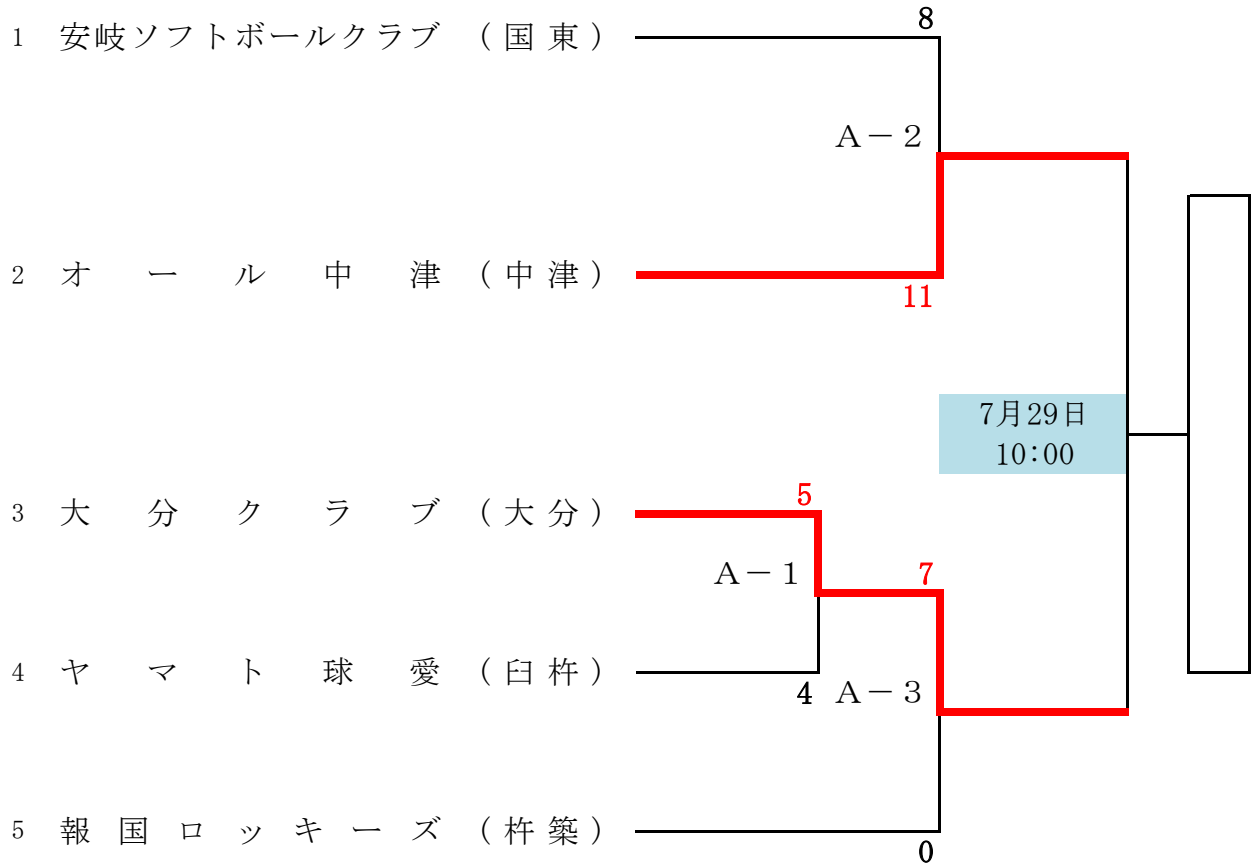 8
1 安岐ソフトボールクラブ (国東)
A-2
2 オール中津 (中津)
11
7月29日
10:00
5
3 大分クラブ (大分)
A-1
7
4 ヤマト球愛 (臼杵)
4
A-3
5 報国ロッキーズ (杵築)
0